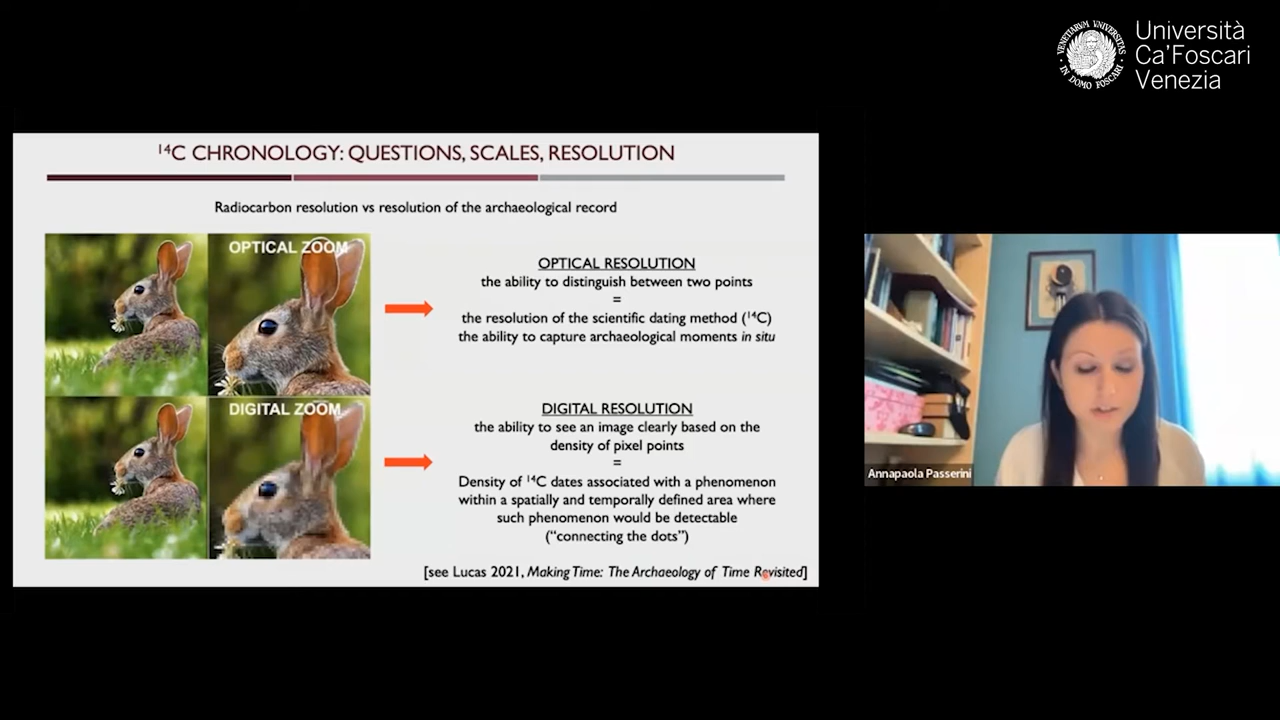 Università
Ca'Foscari
Venezia
VENETIARVM VNIVERSITAS
IN DOMO FOSCARI
¹⁴C CHRONOLOGY: QUESTIONS, SCALES, RESOLUTION
Radiocarbon resolution vs resolution of the archaeological record
OPTICAL ZOOM
DIGITAL ZOOM
OPTICAL RESOLUTION
the ability to distinguish between two points
=
the resolution of the scientific dating method (¹⁴C)
the ability to capture archaeological moments in situ
DIGITAL RESOLUTION
the ability to see an image clearly based on the
density of pixel points
=
Density of ¹⁴C dates associated with a phenomenon
within a spatially and temporally defined area where
such phenomenon would be detectable
("connecting the dots")
[see Lucas 2021, Making Time: The Archaeology of Time Revisited]
Annapaola Passerini